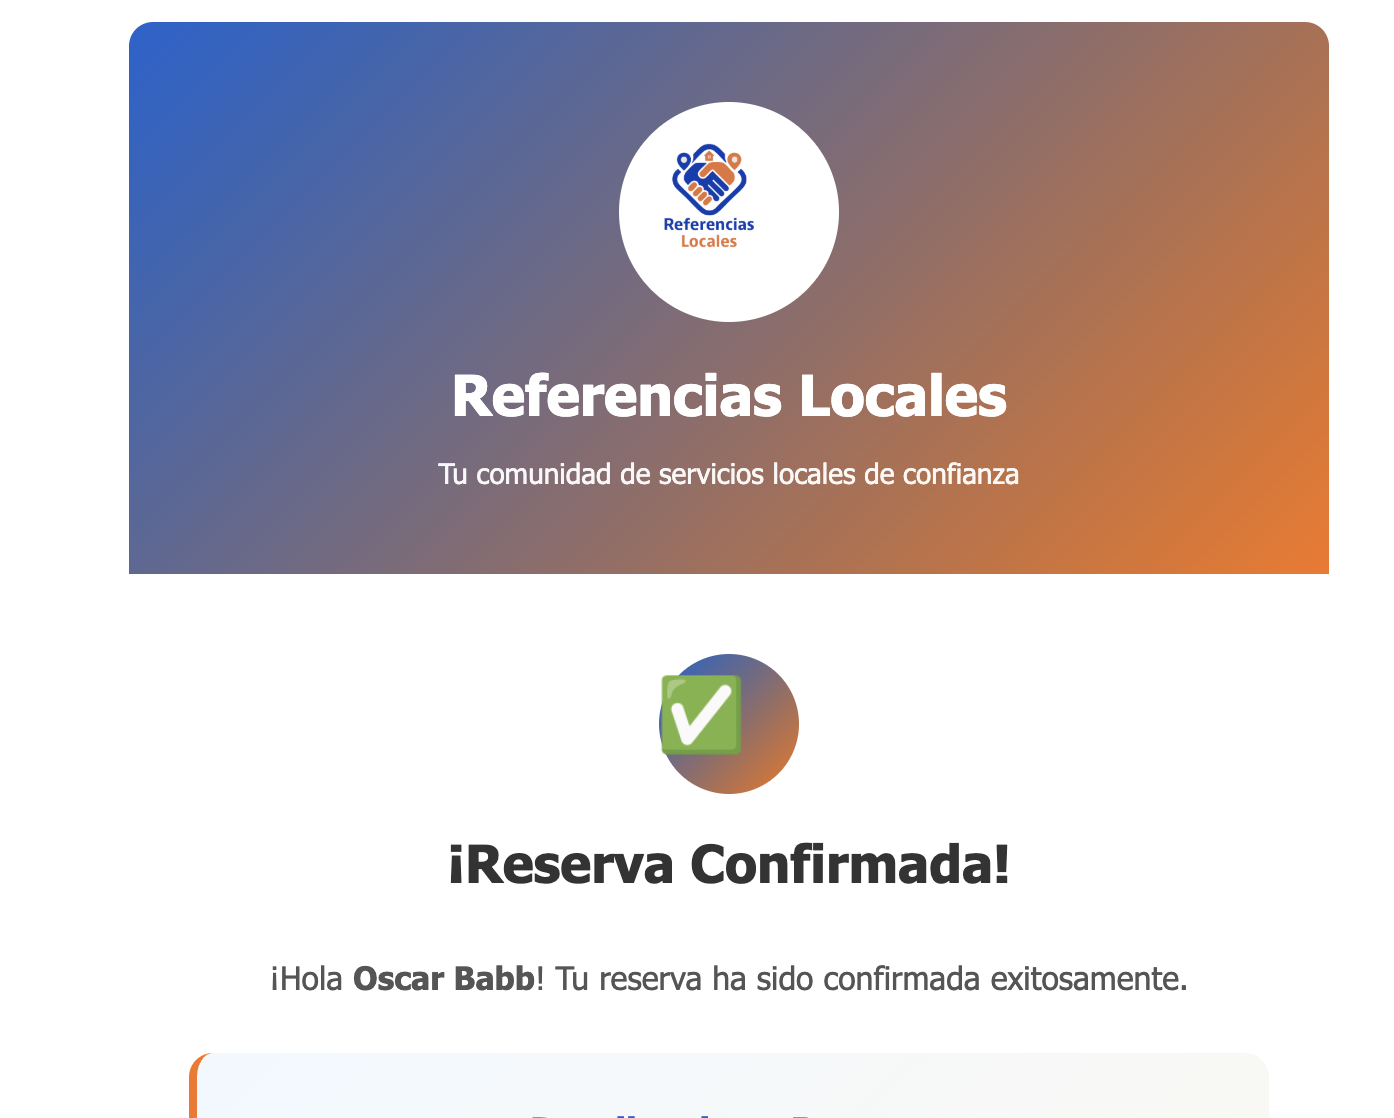 Referencias
Locales
Referencias Locales
Tu comunidad de servicios locales de confianza
¡Reserva Confirmada!
¡Hola Oscar Babb! Tu reserva ha sido confirmada exitosamente.